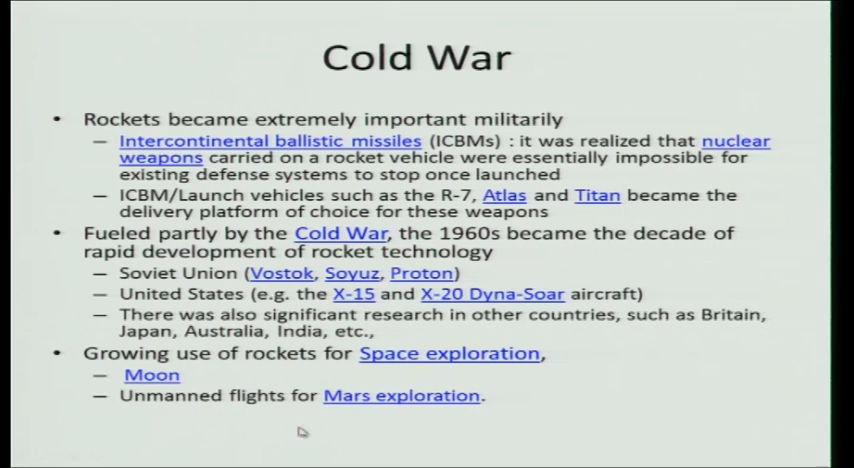 Cold War
• Rockets became extremely important militarily
– Intercontinental ballistic missiles (ICBMs) : it was realized that nuclear
weapons carried on a rocket vehicle were essentially impossible for
existing defense systems to stop once launched
– ICBM/Launch vehicles such as the R-7, Atlas and Titan became the
delivery platform of choice for these weapons
• Fueled partly by the Cold War, the 1960s became the decade of
rapid development of rocket technology
– Soviet Union (Vostok, Soyuz, Proton)
– United States (e.g. the X-15 and X-20 Dyna-Soar aircraft)
– There was also significant research in other countries, such as Britain,
Japan, Australia, India, etc.,
• Growing use of rockets for Space exploration,
– Moon
– Unmanned flights for Mars exploration.